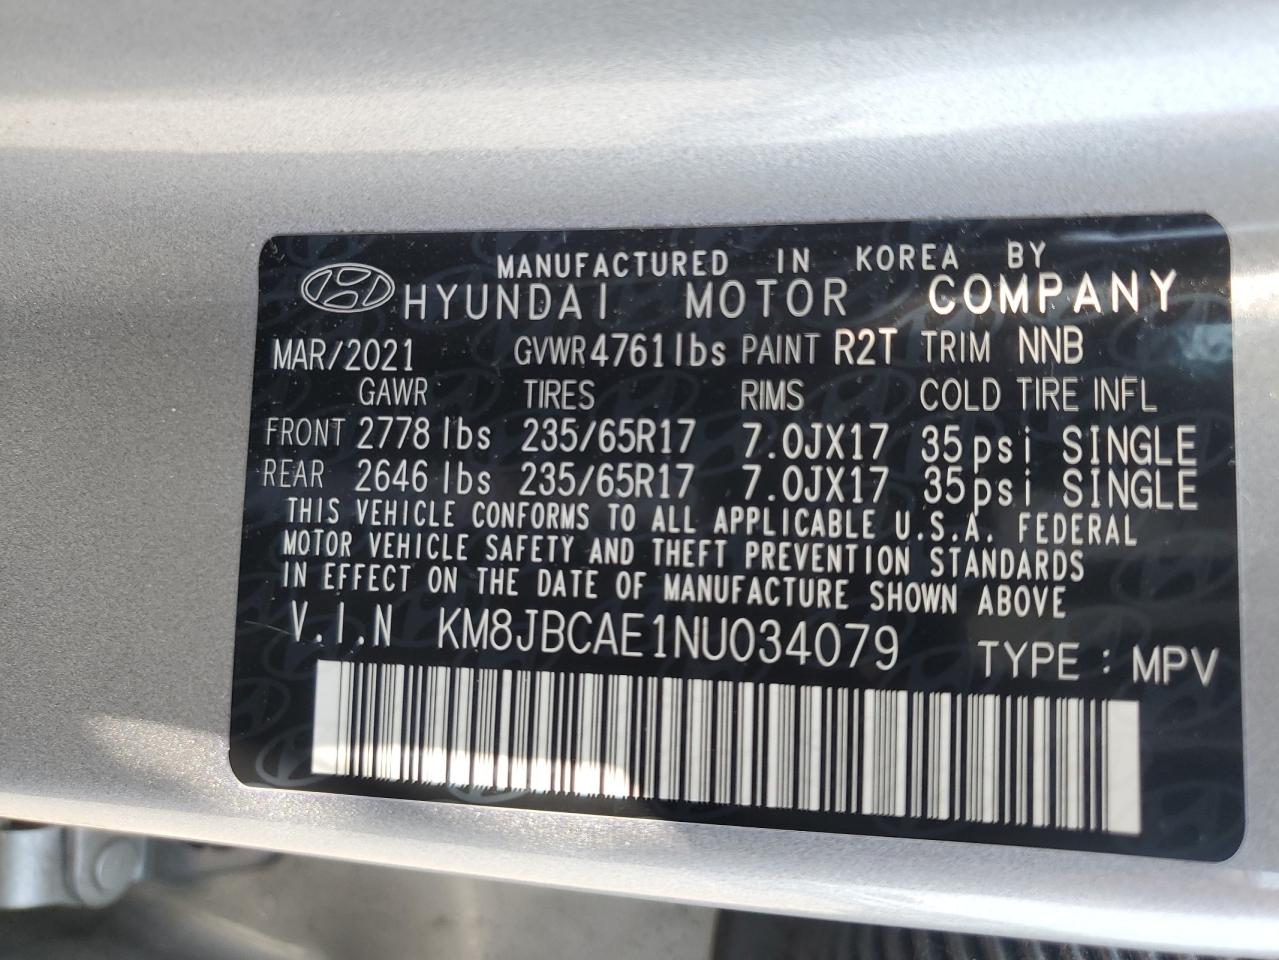 MANUFACTURED IN KOREA BY
HYUNDAI MOTOR COMPANY
MAR/2021 GVWR 4761lbs PAINT R2T TRIM NNB
GAWR TIRES RIMS COLD TIRE INFL
FRONT 2778 lbs 235/65R17 7.0JX17 35psi SINGLE
REAR 2646 lbs 235/65R17 7.0JX17 35psi SINGLE
THIS VEHICLE CONFORMS TO ALL APPLICABLE U.S.A. FEDERAL
MOTOR VEHICLE SAFETY AND THEFT PREVENTION STANDARDS
IN EFFECT ON THE DATE OF MANUFACTURE SHOWN ABOVE
V.I.N KM8JBCAE1NU034079 TYPE : MPV